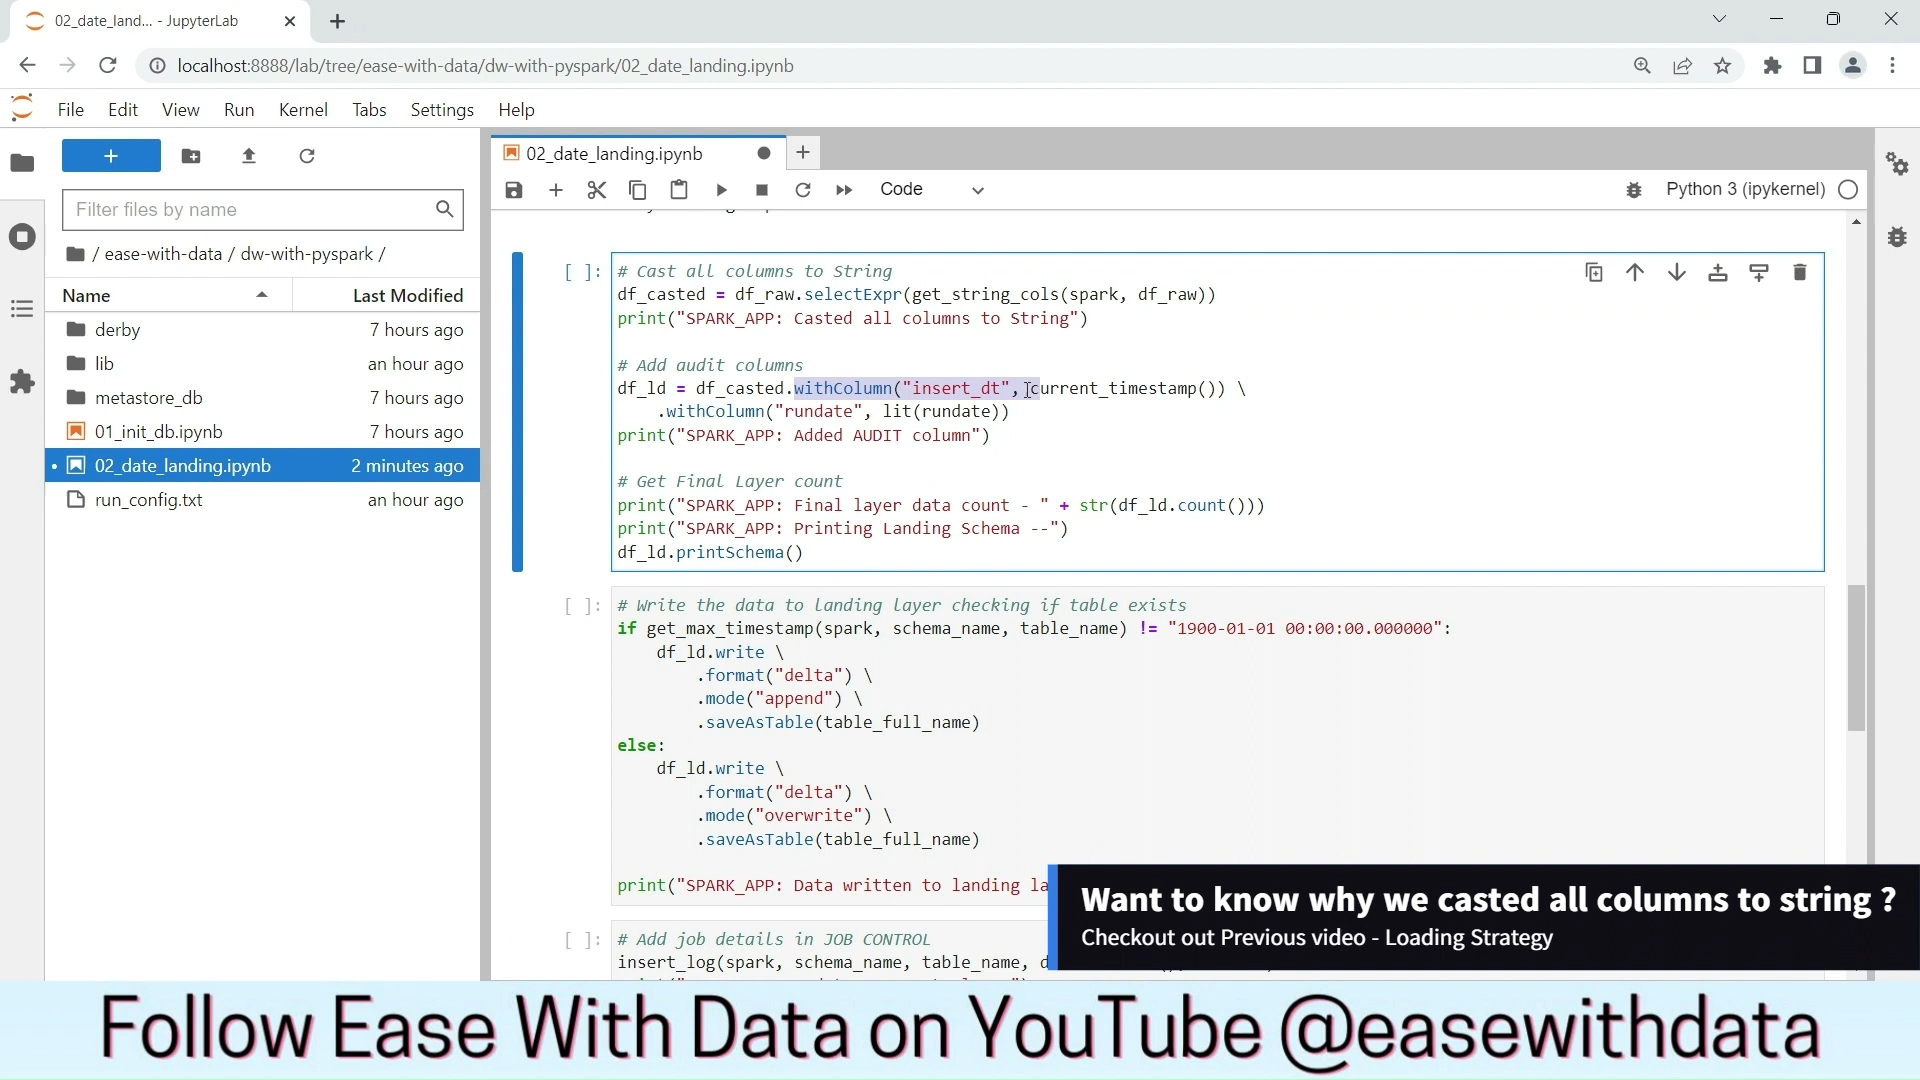 02_date_land... - JupyterLab
localhost:8888/lab/tree/ease-with-data/dw-with-pyspark/02_date_landing.ipynb
File Edit View Run Kernel Tabs Settings Help
02_date_landing.ipynb
Code
Python 3 (ipykernel)
Filter files by name
/ ease-with-data / dw-with-pyspark /
Name Last Modified
derby 7 hours ago
lib an hour ago
metastore_db 7 hours ago
01_init_db.ipynb 7 hours ago
02_date_landing.ipynb 2 minutes ago
run_config.txt an hour ago
[ ]: # Cast all columns to String
df_casted = df_raw.selectExpr(get_string_cols(spark, df_raw))
print("SPARK_APP: Casted all columns to String")
# Add audit columns
df_ld = df_casted.withColumn("insert_dt", current_timestamp()) \
.withColumn("rundate", lit(rundate))
print("SPARK_APP: Added AUDIT column")
# Get Final Layer count
print("SPARK_APP: Final layer data count - " + str(df_ld.count()))
print("SPARK_APP: Printing Landing Schema --")
df_ld.printSchema()
[ ]: # Write the data to landing layer checking if table exists
if get_max_timestamp(spark, schema_name, table_name) != "1900-01-01 00:00:00.000000":
df_ld.write \
.format("delta") \
.mode("append") \
.saveAsTable(table_full_name)
else:
df_ld.write \
.format("delta") \
.mode("overwrite") \
.saveAsTable(table_full_name)
print("SPARK_APP: Data written to landing la
[ ]: # Add job details in JOB CONTROL
insert_log(spark, schema_name, table_name, d
Want to know why we casted all columns to string ?
Checkout out Previous video - Loading Strategy
Follow Ease With Data on YouTube @easewithdata